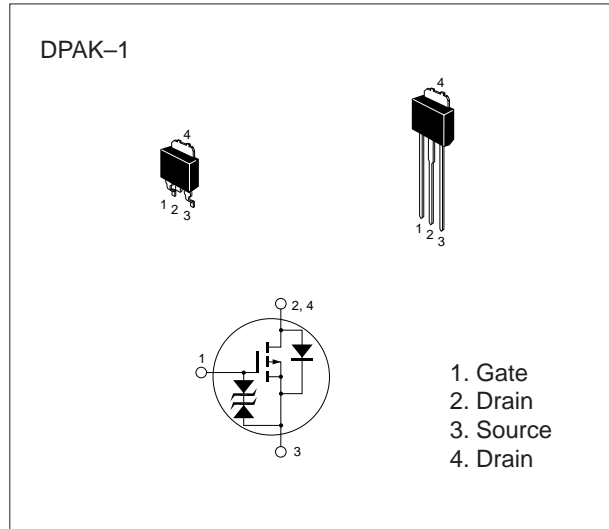 DPAK–1
4
1 2 3
4
1 2 3
2, 4
1
3
1. Gate
2. Drain
3. Source
4. Drain